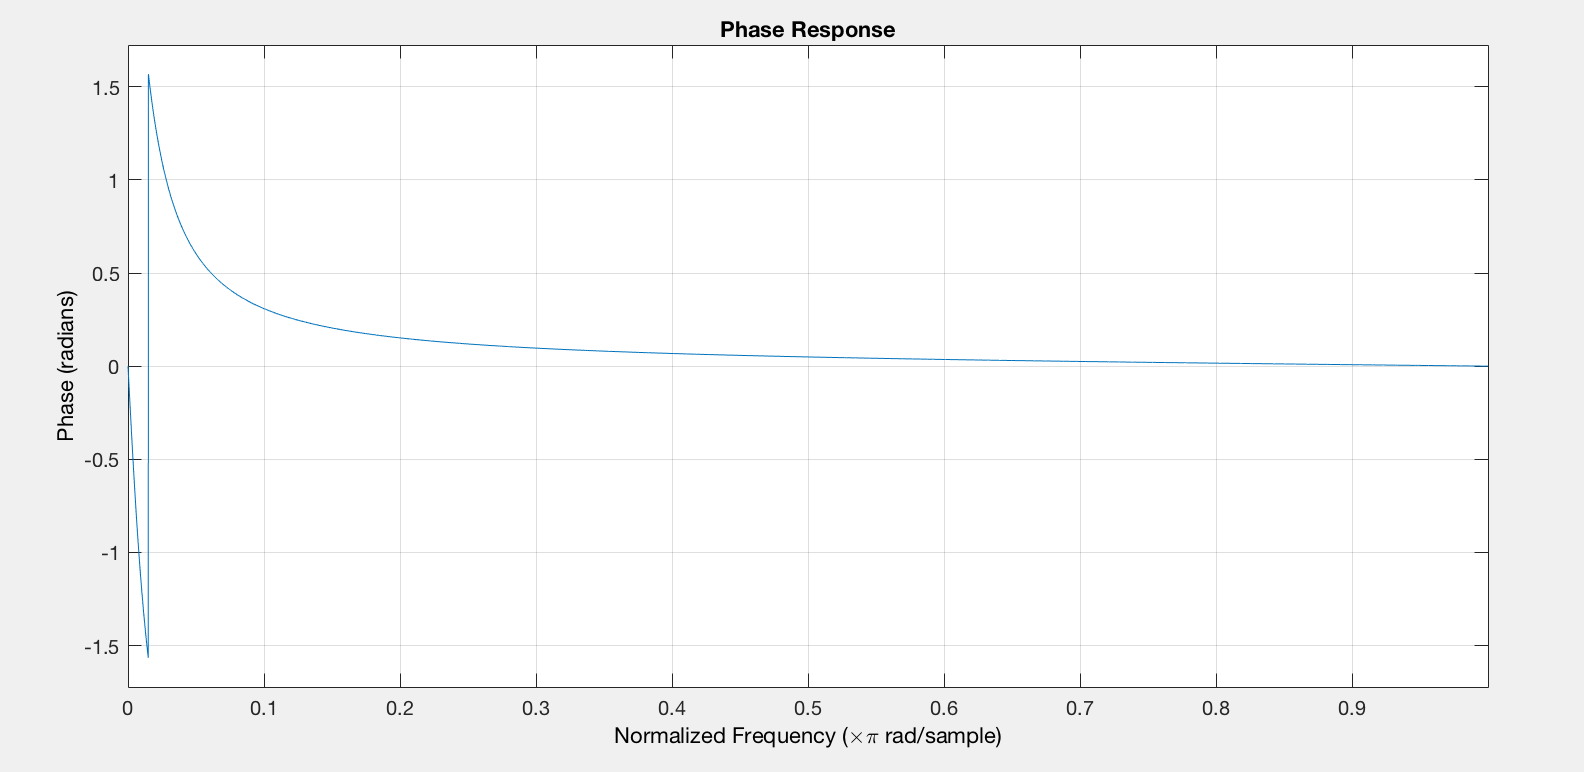 Phase Response
1.5
1
0.5
0
-0.5
-1
-1.5
Phase (radians)
0 0.1 0.2 0.3 0.4 0.5 0.6 0.7 0.8 0.9
Normalized Frequency (×π rad/sample)